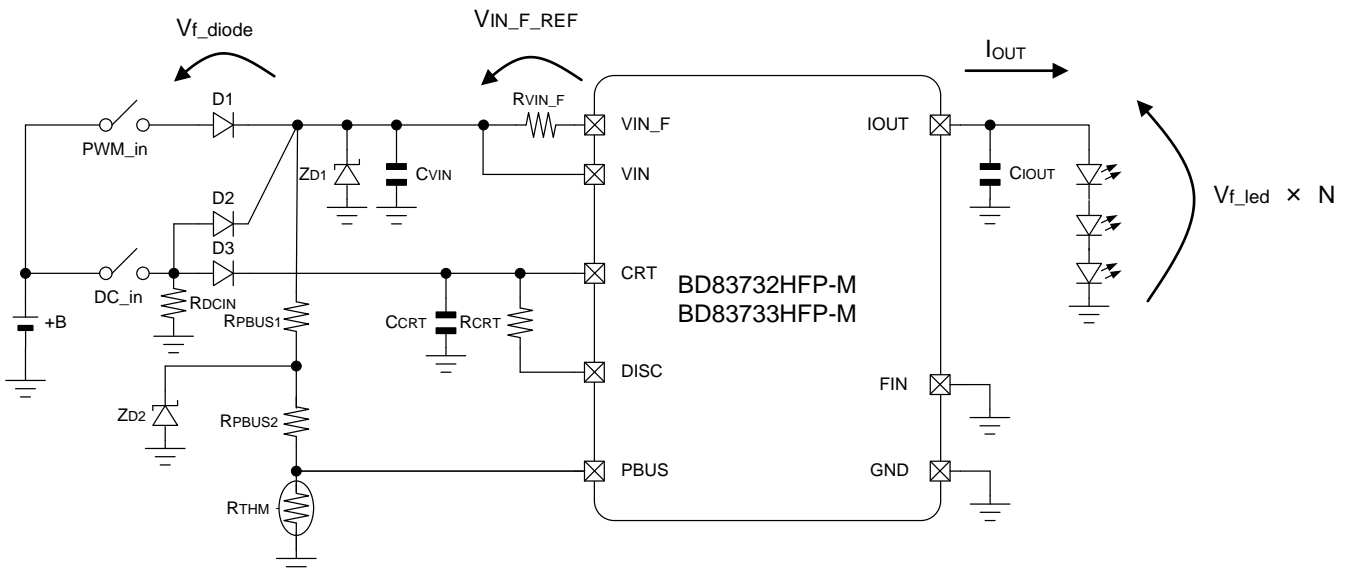 Vf_diode
VIN_F_REF
IOUT
D1
RVIN_F
VIN_F
IOUT
PWM_in
ZD1
CVIN
VIN
CIOUT
D2
Vf_led × N
D3
CRT
BD83732HFP-M
BD83733HFP-M
DC_in
RDCIN
+B
RPBUS1
CCRT
RCRT
DISC
FIN
ZD2
RPBUS2
PBUS
GND
RTHM